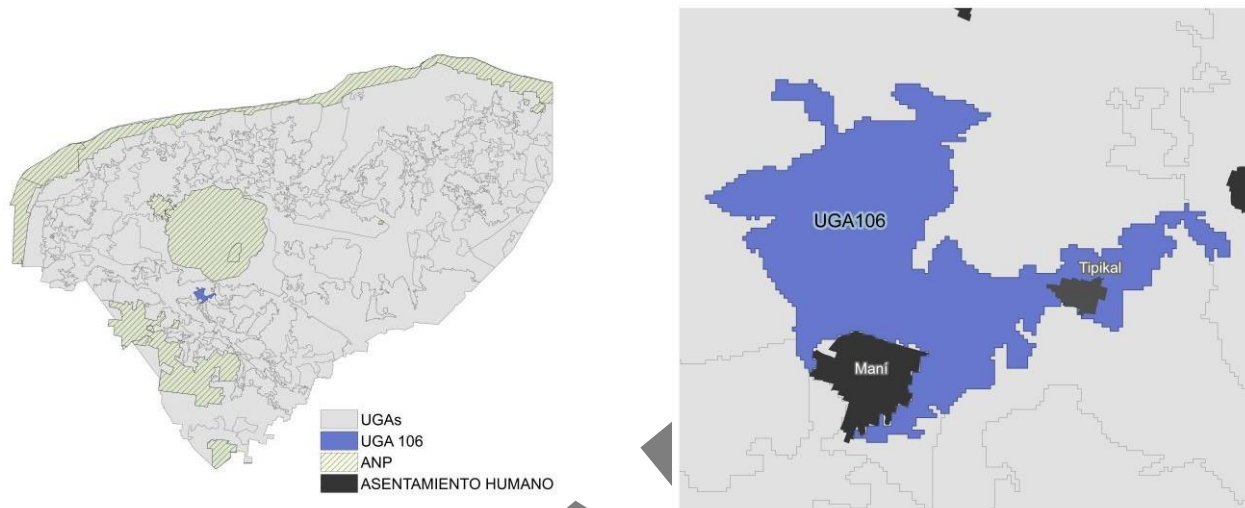 UGAs
UGA 106
ANP
ASENTAMIENTO HUMANO
UGA106
Tipikal
Maní